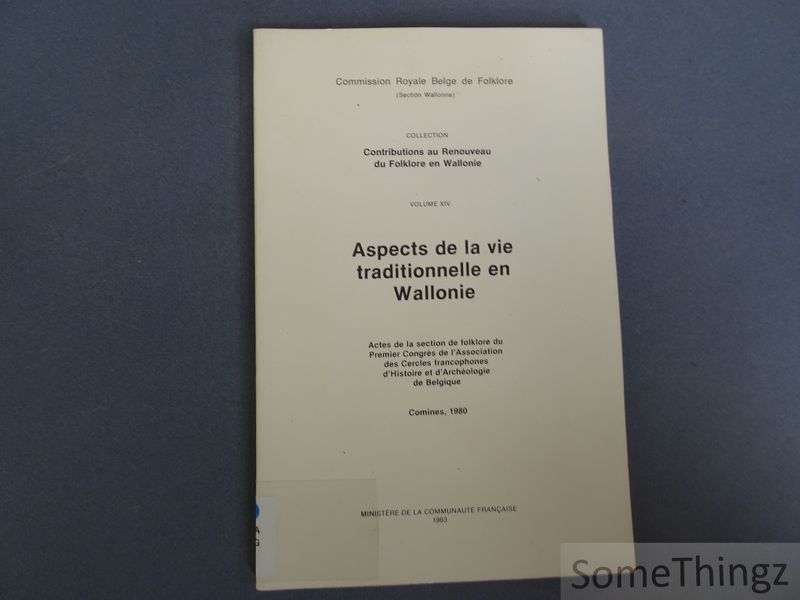 Commission Royale Belge de Folklore
(Section Wallonne)
COLLECTION
Contributions au Renouveau
du Folklore en Wallonie
VOLUME XIV
Aspects de la vie
traditionnelle en
Wallonie
Actes de la section de folklore du
Premier Congrès de l'Association
des Cercles francophones
d'Histoire et d'Archéologie
de Belgique
Comines, 1980
A
G
MINISTÈRE DE LA COMMUNAUTÉ FRANÇAISE
1983
SomeThingz